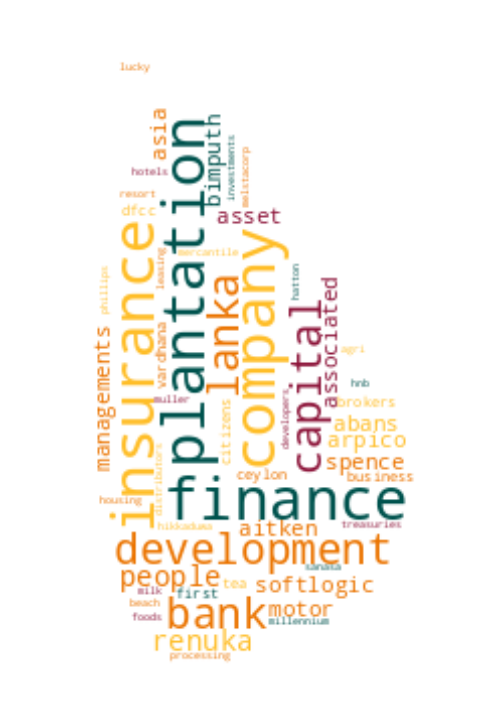 lucky
asia
plantation
bimputh
investments
melstacorp
hotels
resort
dfcc
asset
insurance
company
mercantile
leasing
lanka
hatton
capital
associated
phillips
managements
vardhana
agri
hnb
muller
citizens
developers
brokers
abans
arpico
spence
business
ceylon
distributors
housing
finance
hikkaduwa
aitken
treasuries
development
sanasa
people
tea
softlogic
milk
first
beach
bank
motor
foods
millennium
renuka
processing